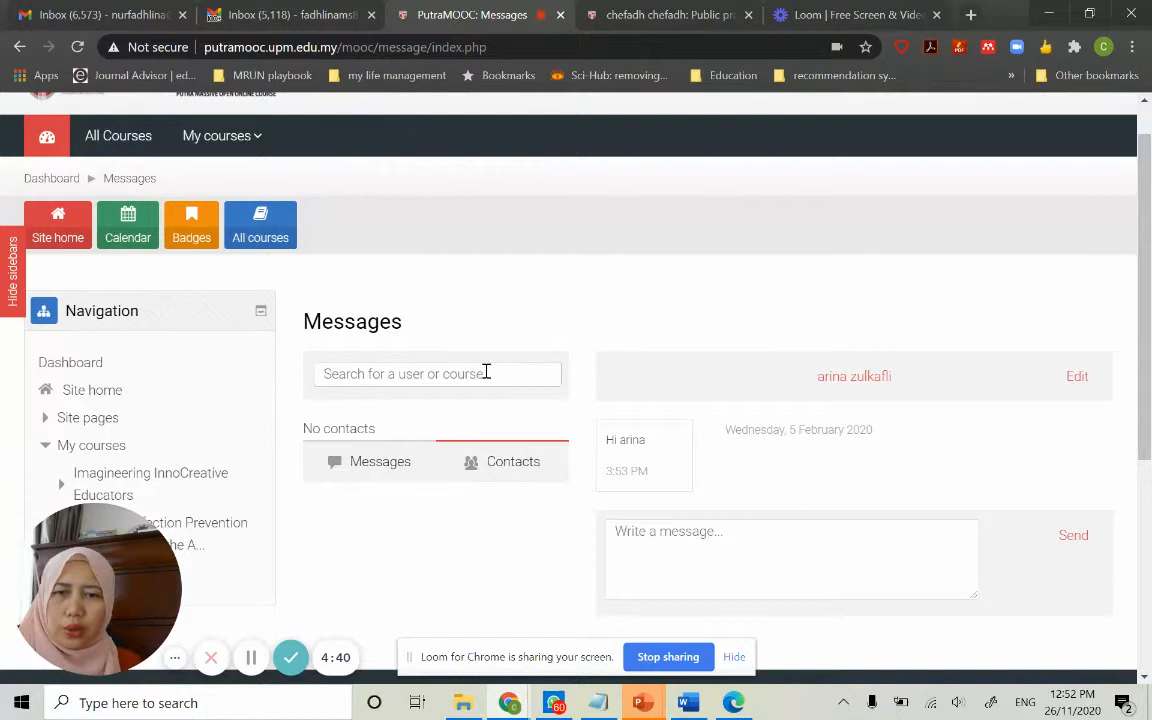 Inbox (6,573) - nurfadhlina@
Inbox (5,118) - fadhlinams8
PutraMOOC: Messages
chefadh chefadh: Public pro
Loom | Free Screen & Video
Not secure
putramooc.upm.edu.my/mooc/message/index.php
C
Apps
Journal Advisor | ed...
MRUN playbook
my life management
Bookmarks
Sci-Hub: removing...
Education
recommendation sy...
»
Other bookmarks
PUTRA MASSIVE OPEN ONLINE COURSE
All Courses
My courses
Dashboard ► Messages
Site home
Calendar
Badges
All courses
Hide sidebars
Navigation
Dashboard
Site home
Site pages
My courses
Imagineering InnoCreative
Educators
ction Prevention
the A...
Messages
Search for a user or course
No contacts
Messages
Contacts
arina zulkafli
Edit
Wednesday, 5 February 2020
Hi arina
3:53 PM
Write a message...
Send
4:40
Loom for Chrome is sharing your screen.
Stop sharing
Hide
Type here to search
60
ENG
12:52 PM
26/11/2020
2